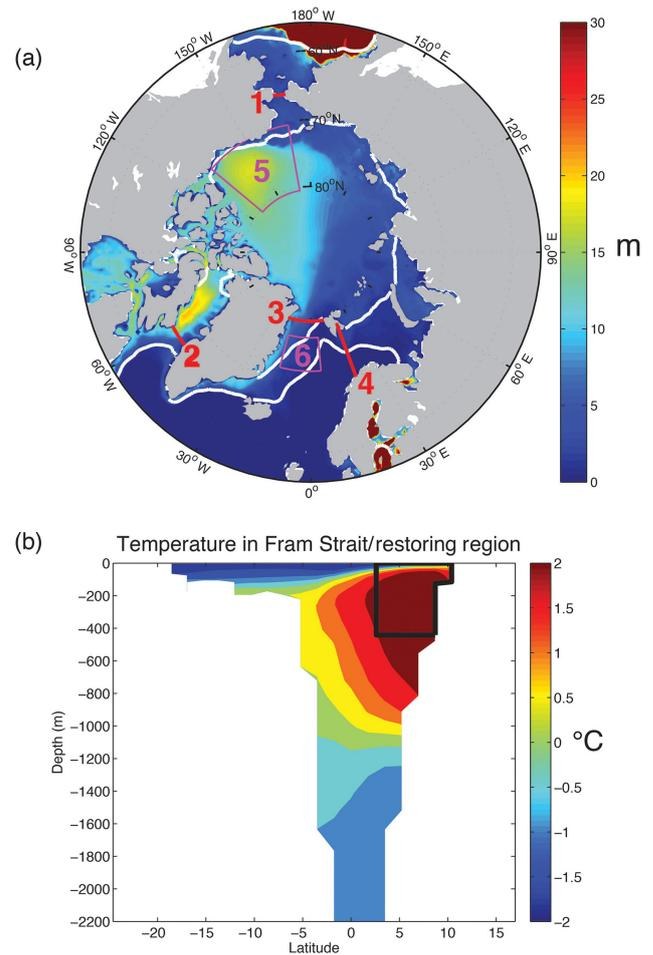 (a)
180° W
150° W
150° E
60°N
120° W
120° E
70°N
80°N
90° W
90° E
60° W
60° E
30° W
30° E
0°
1
5
3
6
2
4
30
25
20
15
10
5
0
m
(b)
Temperature in Fram Strait/restoring region
0
−200
−400
−600
−800
−1000
−1200
−1400
−1600
−1800
−2000
−2200
Depth (m)
−20
−15
−10
−5
0
5
10
15
Latitude
2
1.5
1
0.5
0
−0.5
−1
−1.5
−2
°C